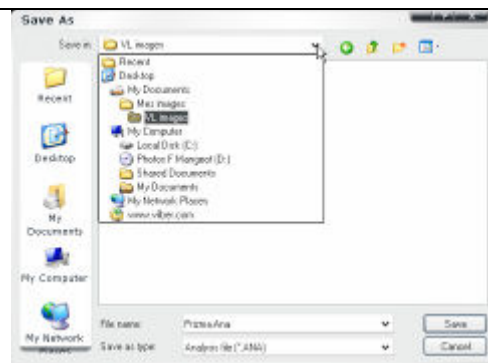 Save As
Save in:
VL images
Recent
Desktop
My Documents
Mes images
VL images
My Computer
Local Disk (C:)
(D:)
Shared Documents
My Documents
My Network Places
www.vilber.com
Recent
Desktop
My
Documents
My Computer
My Network
File name:
Save
Save as type:
Analysis file (*.ANA)
Cancel